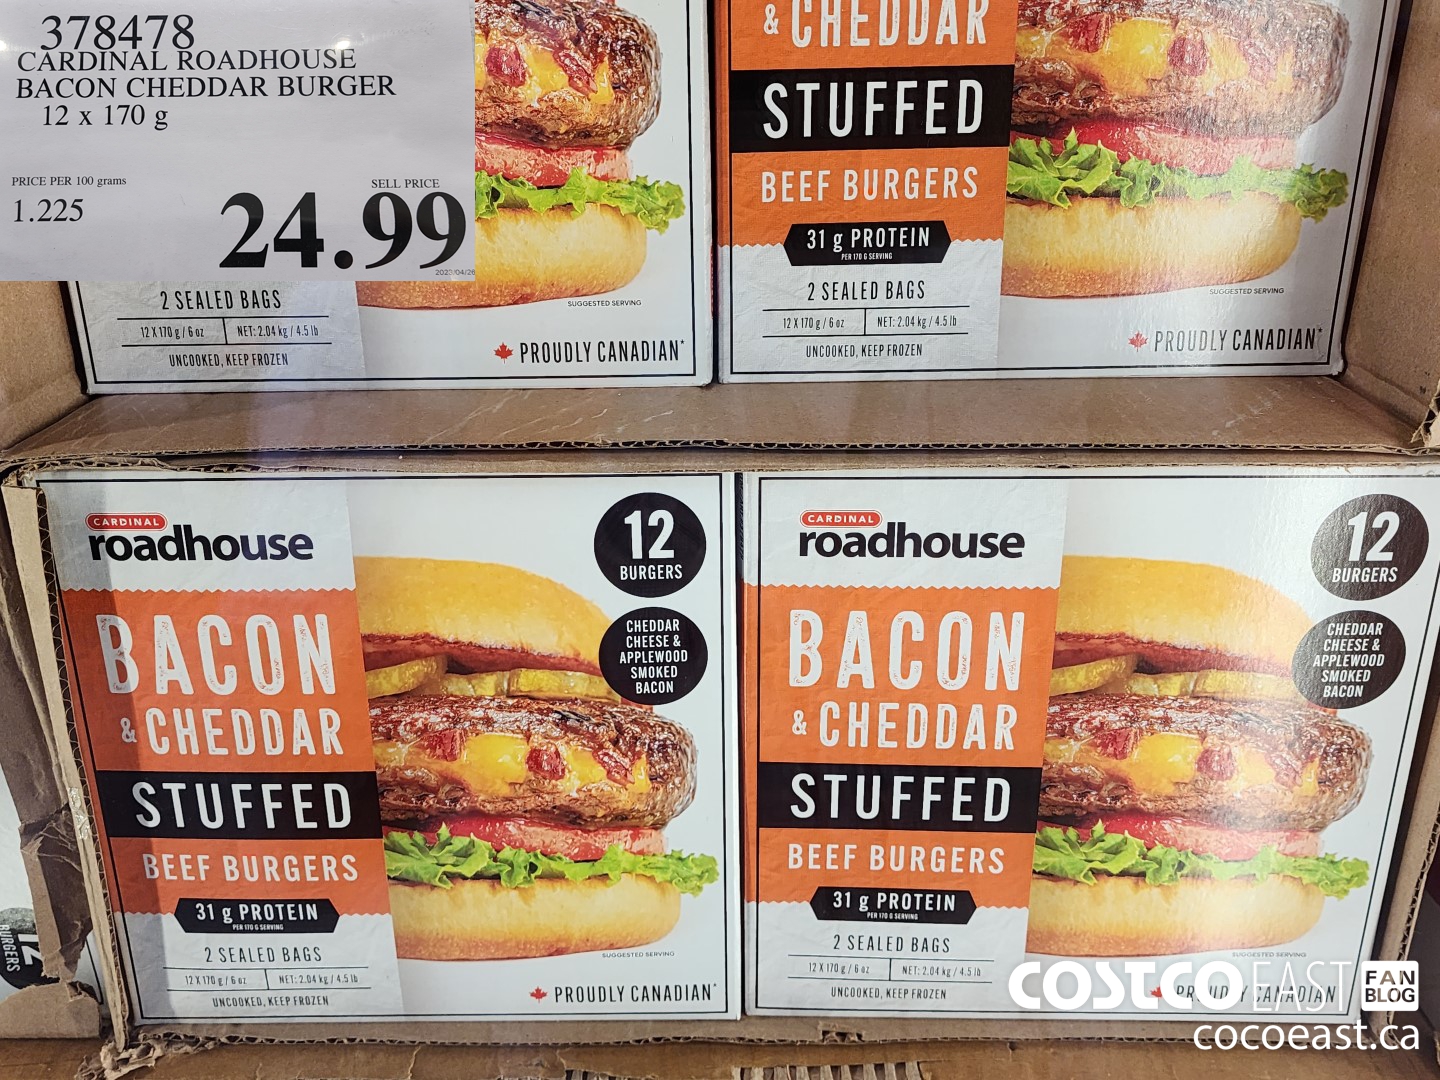 378478
CARDINAL ROADHOUSE
BACON CHEDDAR BURGER
12 x 170 g
PRICE PER 100 grams
1.225
SELL PRICE
24.99
2 SEALED BAGS
12 X 170 g / 6 oz NET: 2.04 kg / 4.5 lb
UNCOOKED, KEEP FROZEN
SUGGESTED SERVING
PROUDLY CANADIAN*
& CHEDDAR
STUFFED
BEEF BURGERS
31 g PROTEIN
PER 170 G SERVING
2 SEALED BAGS
12 X 170 g / 6 oz NET: 2.04 kg / 4.5 lb
UNCOOKED, KEEP FROZEN
SUGGESTED SERVING
PROUDLY CANADIAN*
CARDINAL
roadhouse
BACON
& CHEDDAR
STUFFED
BEEF BURGERS
31 g PROTEIN
PER 170 G SERVING
2 SEALED BAGS
12 X 170 g / 6 oz NET: 2.04 kg / 4.5 lb
UNCOOKED, KEEP FROZEN
12
BURGERS
CHEDDAR
CHEESE &
APPLEWOOD
SMOKED
BACON
SUGGESTED SERVING
PROUDLY CANADIAN*
CARDINAL
roadhouse
BACON
& CHEDDAR
STUFFED
BEEF BURGERS
31 g PROTEIN
PER 170 G SERVING
2 SEALED BAGS
12 X 170 g / 6 oz NET: 2.04 kg / 4.5 lb
UNCOOKED, KEEP FROZEN
12
BURGERS
CHEDDAR
CHEESE &
APPLEWOOD
SMOKED
BACON
SUGGESTED SERVING
PROUDLY CANADIAN
12
BURGERS
COSTCO EAST FAN
BLOG
cocoeast.ca